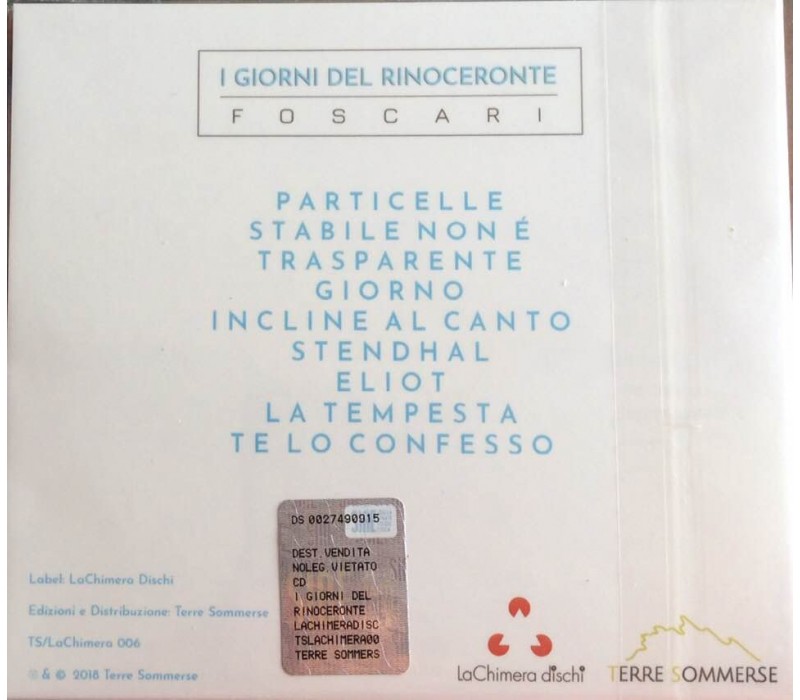 I GIORNI DEL RINOCERONTE
FOSCARI
PARTICELLE
STABILE NON É
TRASPARENTE
GIORNO
INCLINE AL CANTO
STENDHAL
ELIOT
LA TEMPESTA
TE LO CONFESSO
DS 0027490915
DEST.VENDITA
NOLEG.VIETATO
CD
I GIORNI DEL
RINOCERONTE
LACHIMERADISC
TSLACHIMERA00
TERRE SOMMERS
Label: LaChimera Dischi
Edizioni e Distribuzione: Terre Sommerse
TS/LaChimera 006
& © 2018 Terre Sommerse
laChimera dischi
TERRE SOMMERSE